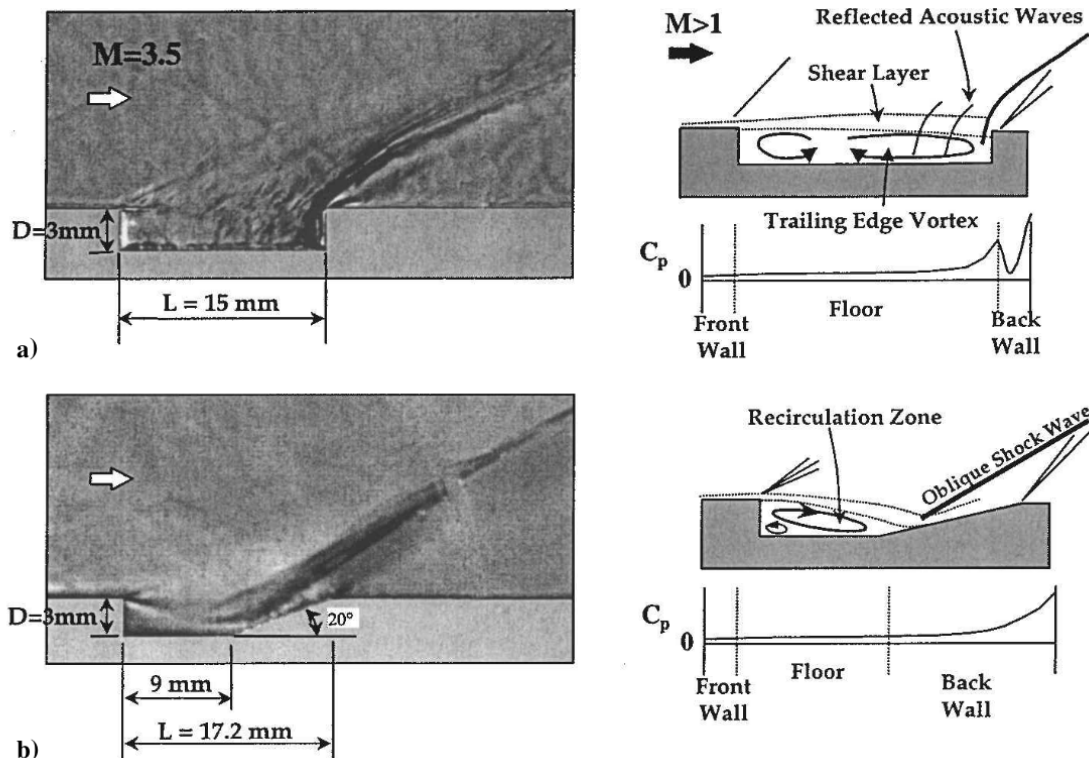 M=3.5
D=3mm
L = 15 mm
a)
M>1
Reflected Acoustic Waves
Shear Layer
Trailing Edge Vortex
Cp
0
Front Wall
Floor
Back Wall
D=3mm
20°
9 mm
L = 17.2 mm
b)
Recirculation Zone
Oblique Shock Wave
Cp
0
Front Wall
Floor
Back Wall